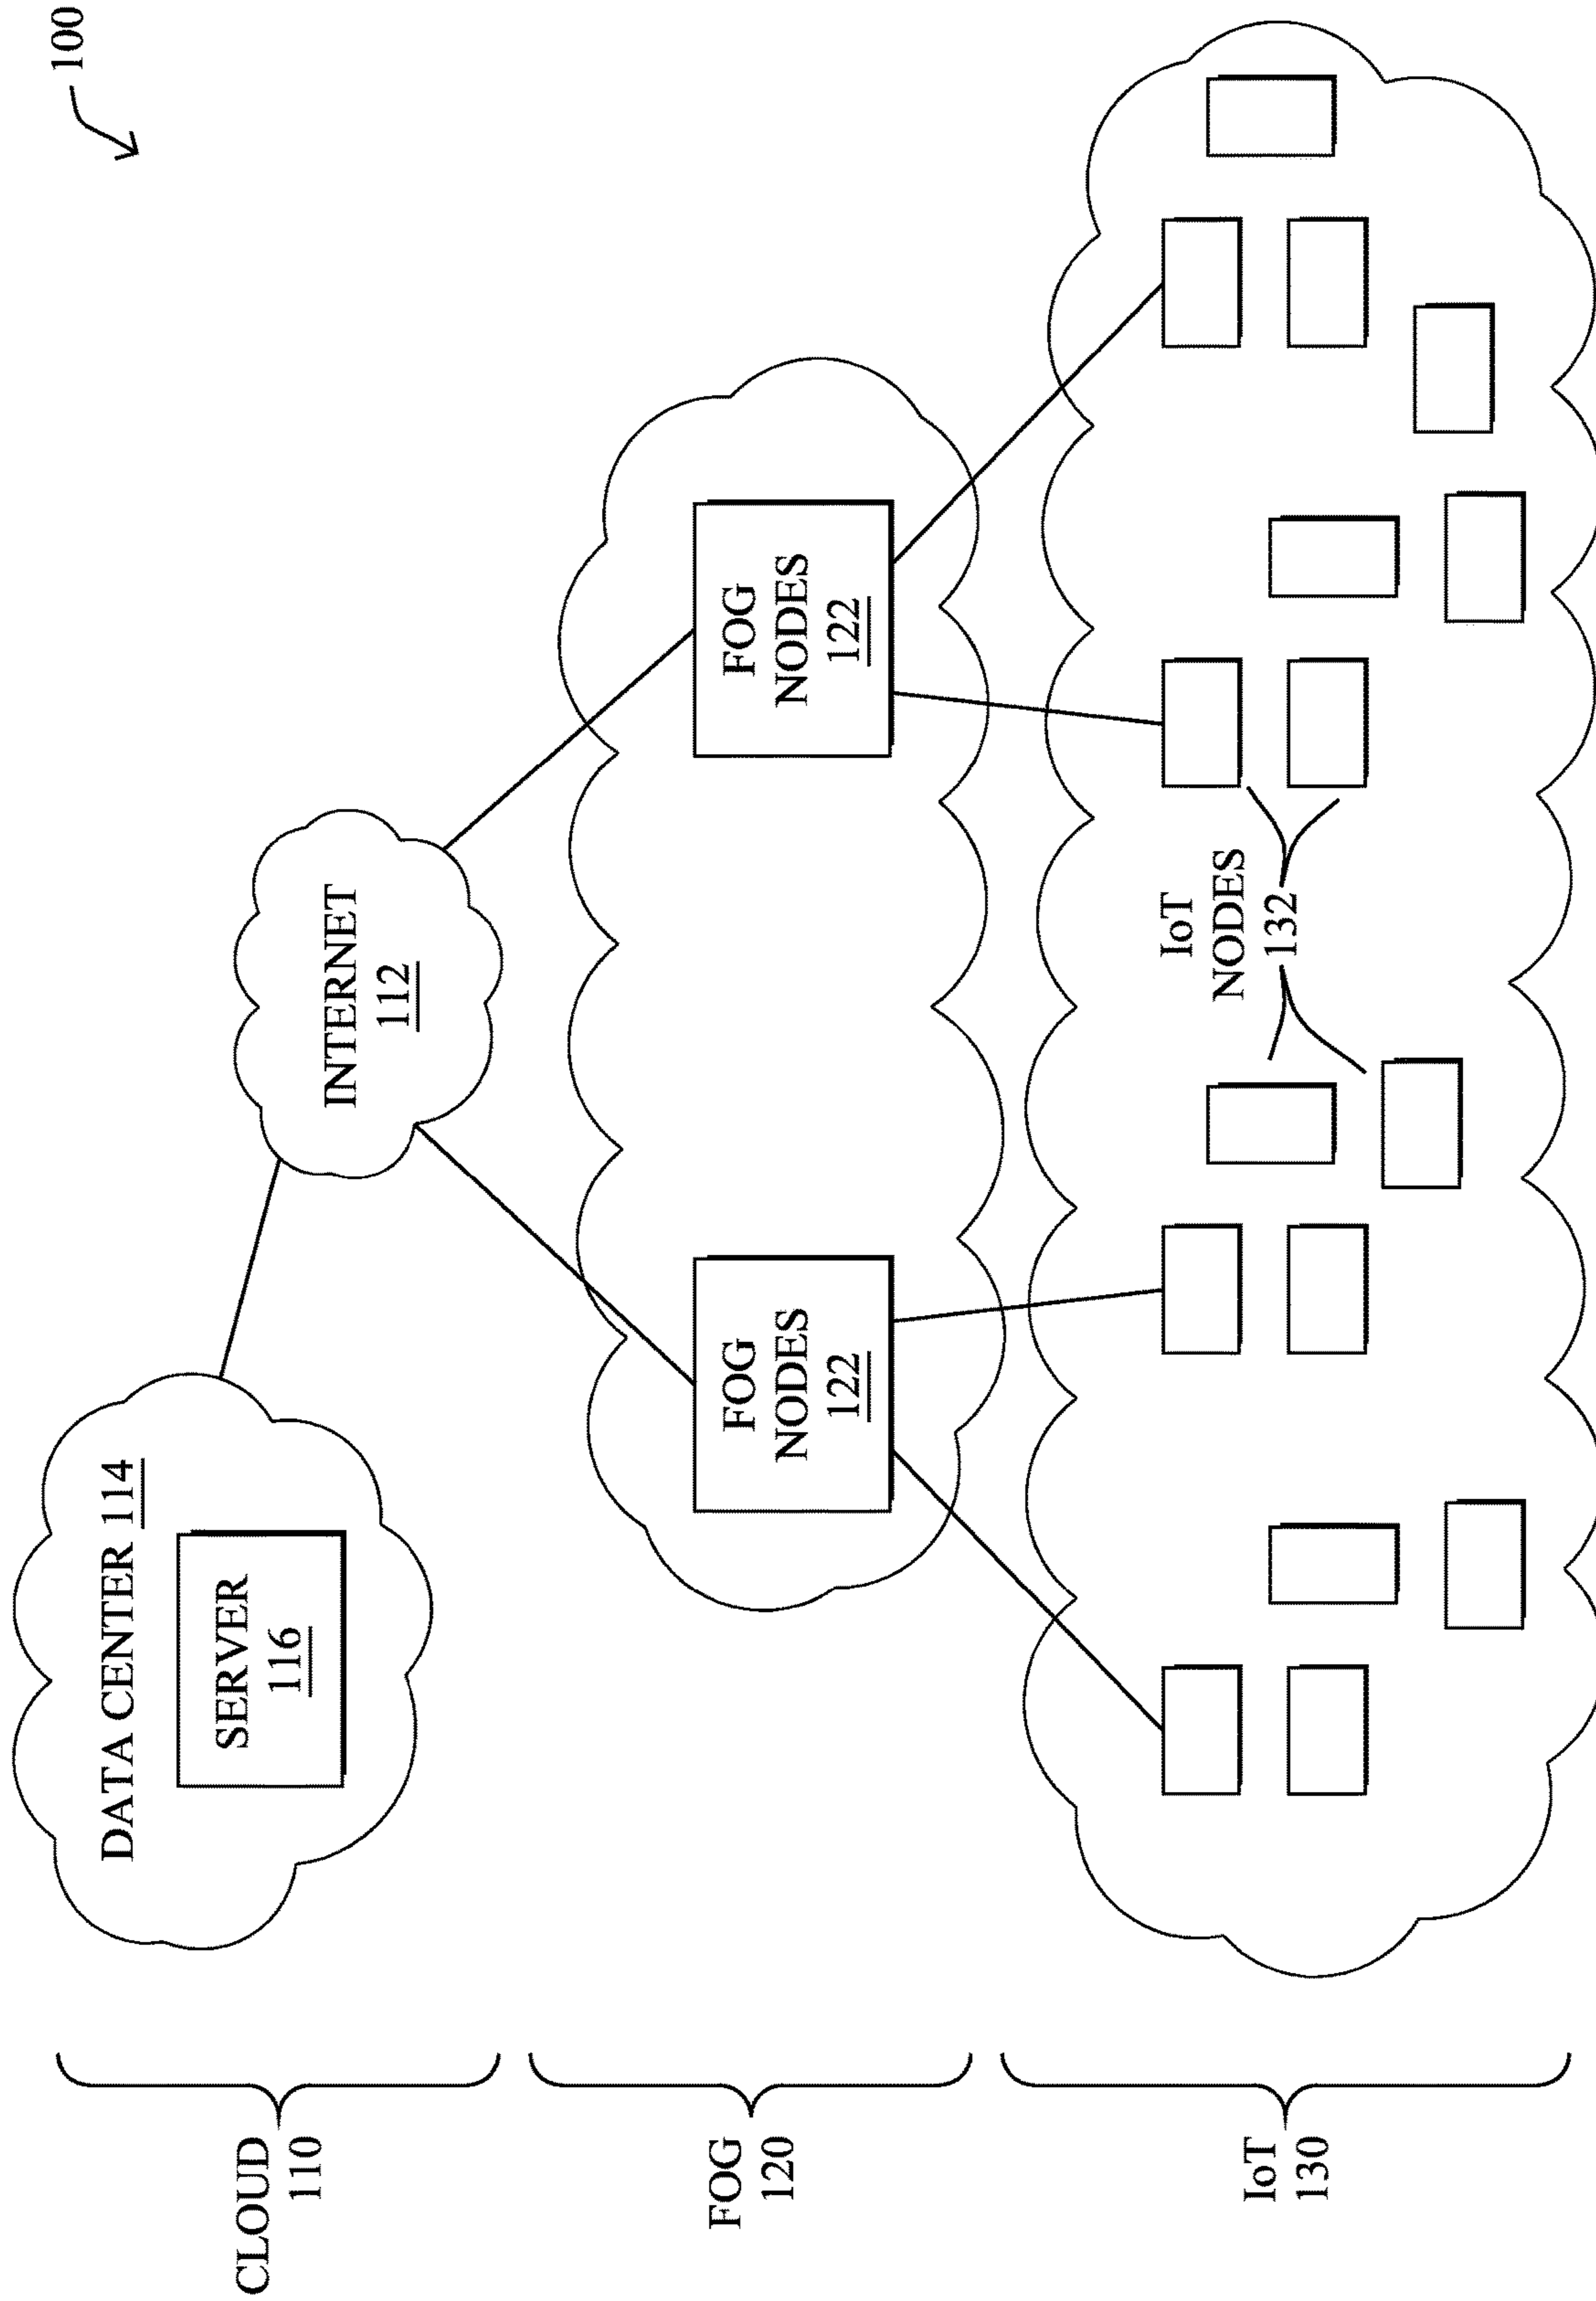 100
CLOUD
110
DATA CENTER 114
SERVER
116
INTERNET
112
FOG
120
FOG
NODES
122
FOG
NODES
122
IoT
130
IoT
NODES
132